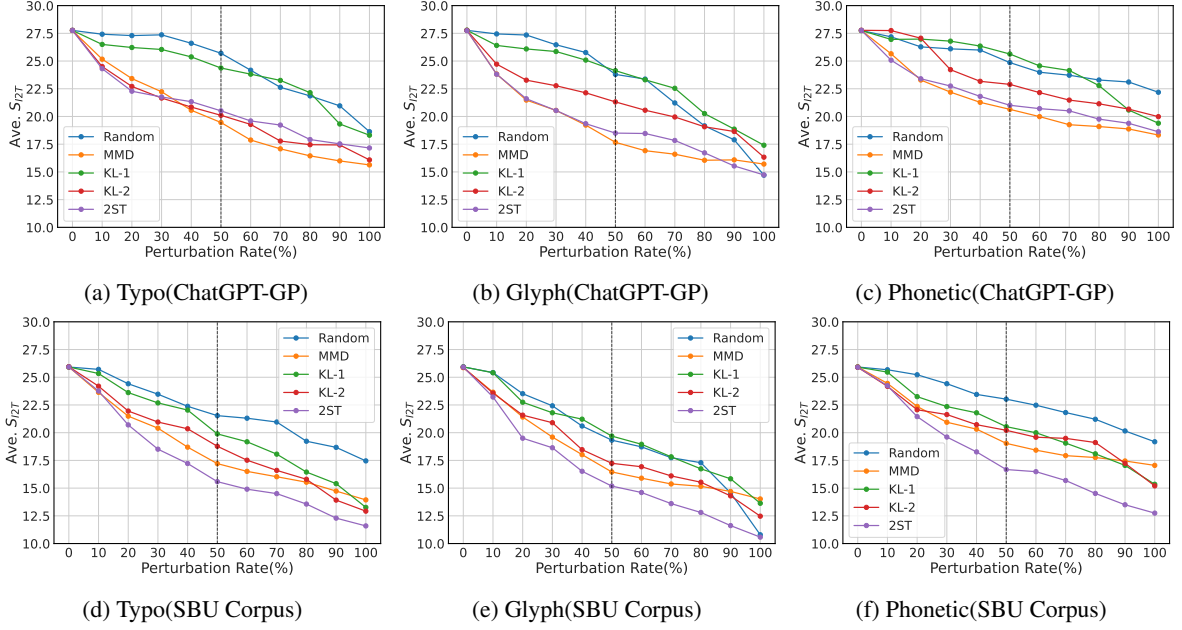 30.0
27.5
25.0
22.5
20.0
17.5
15.0
12.5
10.0
Ave. S_{I2T}
Random
MMD
KL-1
KL-2
2ST
0 10 20 30 40 50 60 70 80 90 100
Perturbation Rate(%)
(a) Typo(ChatGPT-GP)
30.0
27.5
25.0
22.5
20.0
17.5
15.0
12.5
10.0
Ave. S_{I2T}
Random
MMD
KL-1
KL-2
2ST
0 10 20 30 40 50 60 70 80 90 100
Perturbation Rate(%)
(b) Glyph(ChatGPT-GP)
30.0
27.5
25.0
22.5
20.0
17.5
15.0
12.5
10.0
Ave. S_{I2T}
Random
MMD
KL-1
KL-2
2ST
0 10 20 30 40 50 60 70 80 90 100
Perturbation Rate(%)
(c) Phonetic(ChatGPT-GP)
30.0
27.5
25.0
22.5
20.0
17.5
15.0
12.5
10.0
Ave. S_{I2T}
Random
MMD
KL-1
KL-2
2ST
0 10 20 30 40 50 60 70 80 90 100
Perturbation Rate(%)
(d) Typo(SBU Corpus)
30.0
27.5
25.0
22.5
20.0
17.5
15.0
12.5
10.0
Ave. S_{I2T}
Random
MMD
KL-1
KL-2
2ST
0 10 20 30 40 50 60 70 80 90 100
Perturbation Rate(%)
(e) Glyph(SBU Corpus)
30.0
27.5
25.0
22.5
20.0
17.5
15.0
12.5
10.0
Ave. S_{I2T}
Random
MMD
KL-1
KL-2
2ST
0 10 20 30 40 50 60 70 80 90 100
Perturbation Rate(%)
(f) Phonetic(SBU Corpus)